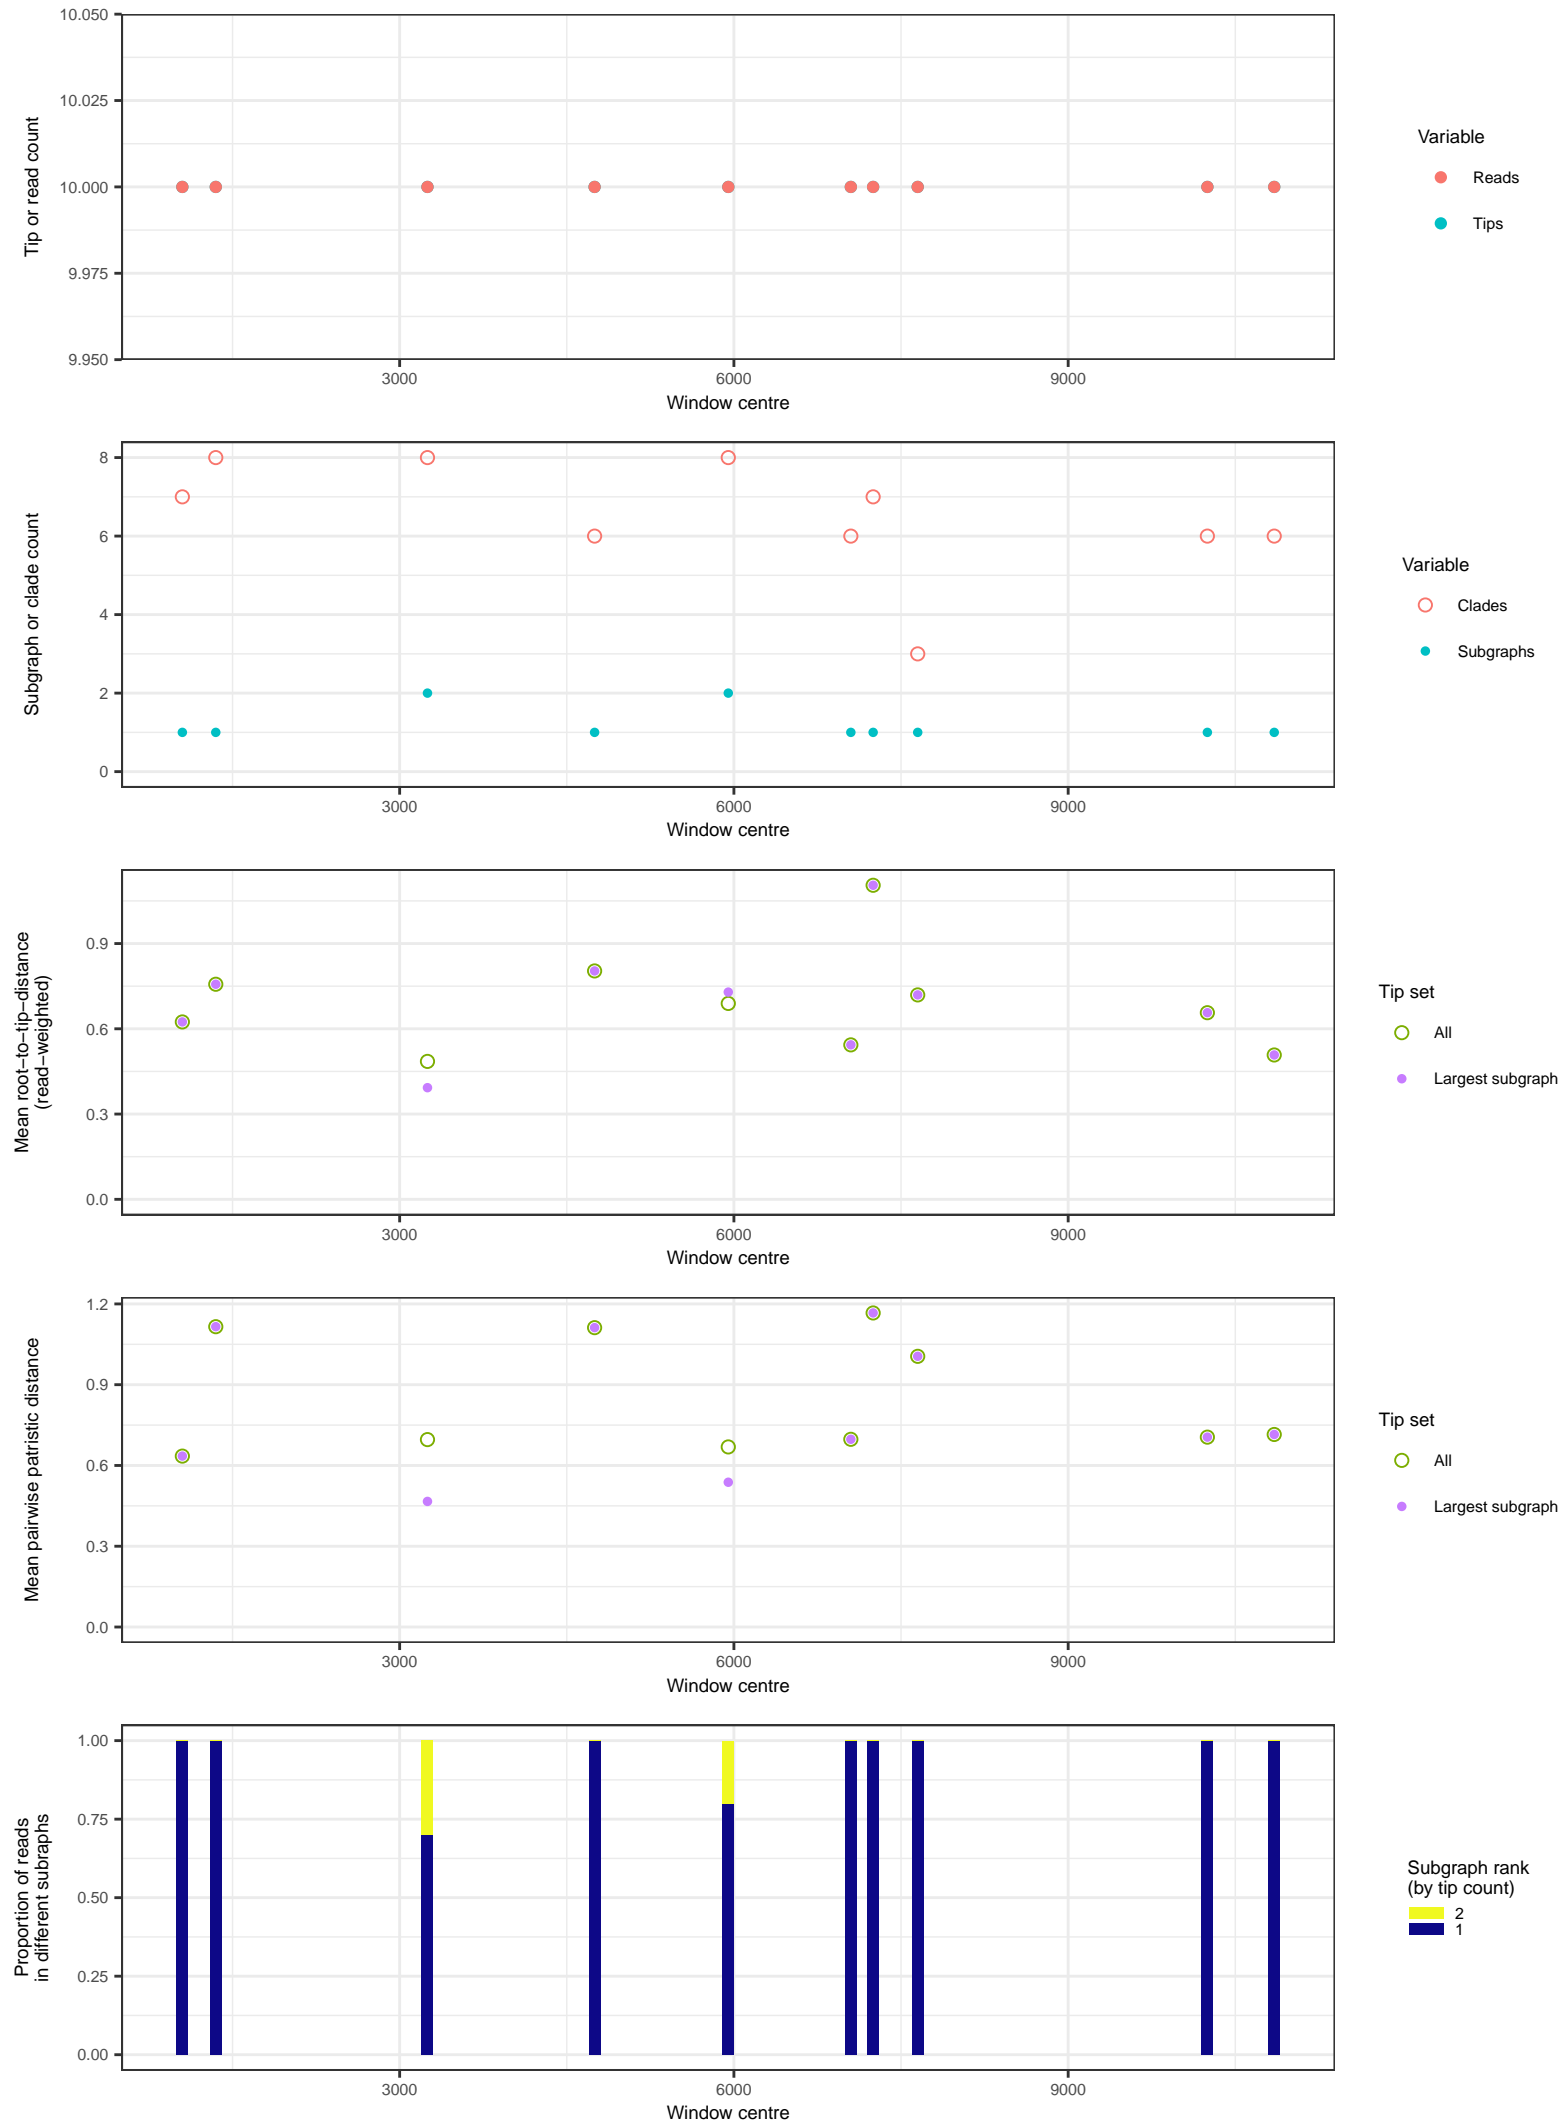 10.050
10.025
10.000
9.975
9.950
Tip or read count
3000
6000
9000
Window centre
Variable
Reads
Tips
8
6
4
2
0
Subgraph or clade count
3000
6000
9000
Window centre
Variable
Clades
Subgraphs
0.9
0.6
0.3
0.0
Mean root−to−tip−distance
(read−weighted)
3000
6000
9000
Window centre
Tip set
All
Largest subgraph
1.2
0.9
0.6
0.3
0.0
Mean pairwise patristic distance
3000
6000
9000
Window centre
Tip set
All
Largest subgraph
1.00
0.75
0.50
0.25
0.00
Proportion of reads
in different subraphs
3000
6000
9000
Window centre
Subgraph rank
(by tip count)
2
1